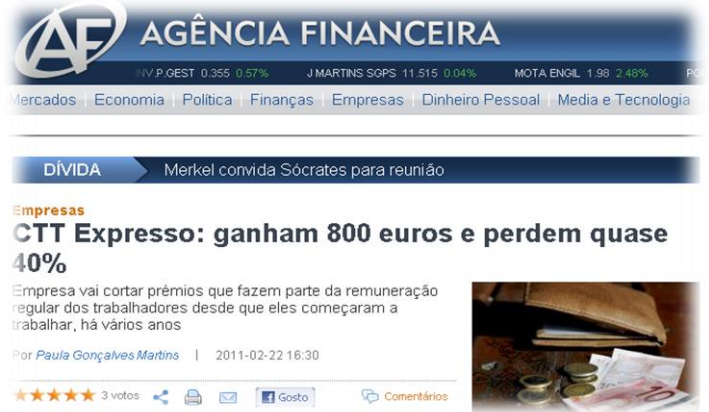 AF AGÊNCIA FINANCEIRA
INV.P.GEST 0.355 0.57% J MARTINS SGPS 11.515 0.04% MOTA ENGIL 1.98 2.48%
Mercados | Economia | Política | Finanças | Empresas | Dinheiro Pessoal | Media e Tecnologia
DÍVIDA Merkel convida Sócrates para reunião
Empresas
CTT Expresso: ganham 800 euros e perdem quase
40%
Empresa vai cortar prémios que fazem parte da remuneração
regular dos trabalhadores desde que eles começaram a
trabalhar, há vários anos
Por Paula Gonçalves Martins | 2011-02-22 16:30
3 votos f Gosto Comentários
10